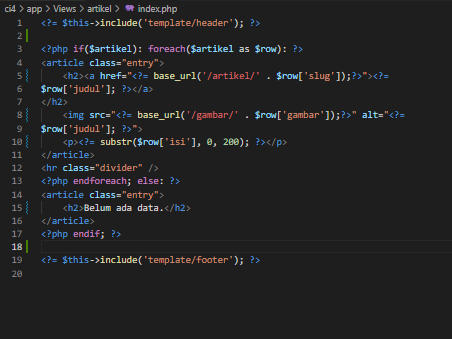 ci4 > app > Views > artikel > index.php
1 <?= $this->include('template/header'); ?>
2
3 <?php if($artikel): foreach($artikel as $row): ?>
4 <article class="entry">
5 <h2><a href="<?= base_url('/artikel/' . $row['slug']);?>"><?=
6 $row['judul']; ?></a>
7 </h2>
8 <img src="<?= base_url('/gambar/' . $row['gambar']);?>" alt="<?=
9 $row['judul']; ?>">
10 <p><?= substr($row['isi'], 0, 200); ?></p>
11 </article>
12 <hr class="divider" />
13 <?php endforeach; else: ?>
14 <article class="entry">
15 <h2>Belum ada data.</h2>
16 </article>
17 <?php endif; ?>
18
19 <?= $this->include('template/footer'); ?>
20